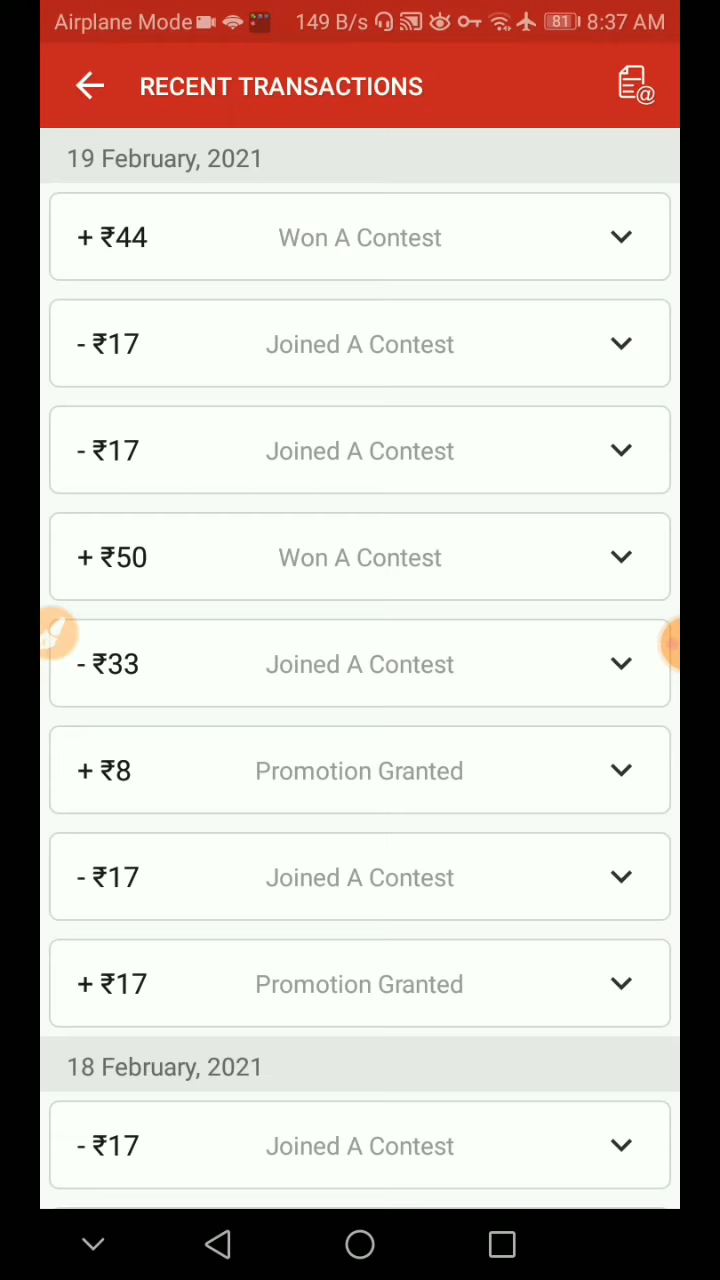 Airplane Mode 149 B/s 81 8:37 AM
RECENT TRANSACTIONS
19 February, 2021
+ ₹44 Won A Contest
- ₹17 Joined A Contest
- ₹17 Joined A Contest
+ ₹50 Won A Contest
- ₹33 Joined A Contest
+ ₹8 Promotion Granted
- ₹17 Joined A Contest
+ ₹17 Promotion Granted
18 February, 2021
- ₹17 Joined A Contest